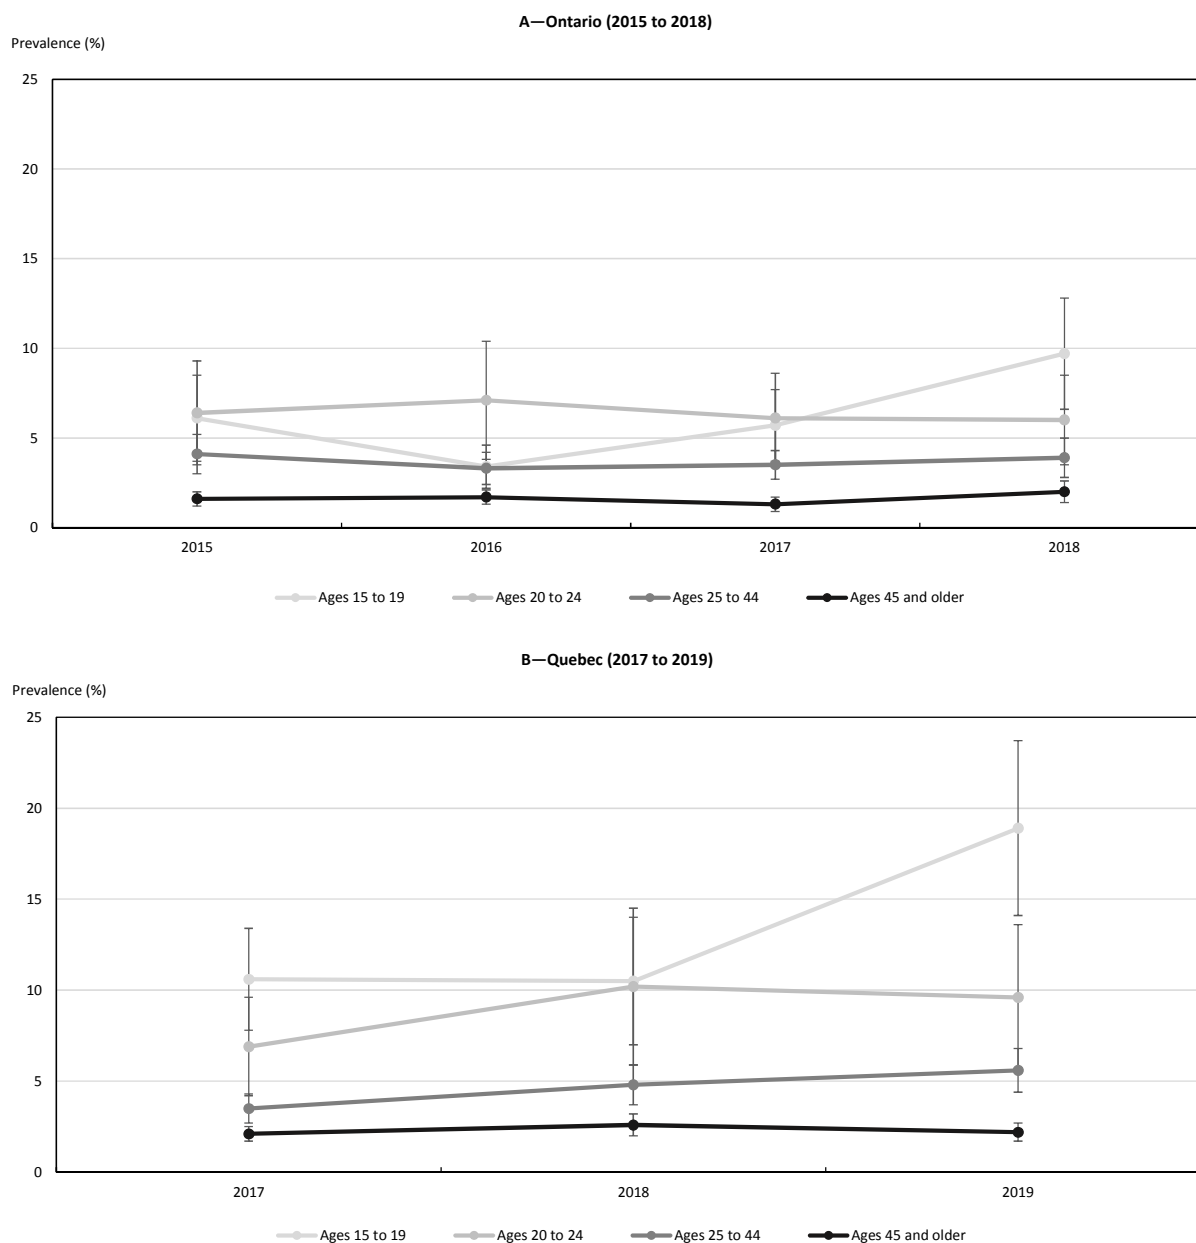 A—Ontario (2015 to 2018)
Prevalence (%)
25
20
15
10
5
0
2015 2016 2017 2018
Ages 15 to 19 Ages 20 to 24 Ages 25 to 44 Ages 45 and older
B—Quebec (2017 to 2019)
Prevalence (%)
25
20
15
10
5
0
2017 2018 2019
Ages 15 to 19 Ages 20 to 24 Ages 25 to 44 Ages 45 and older